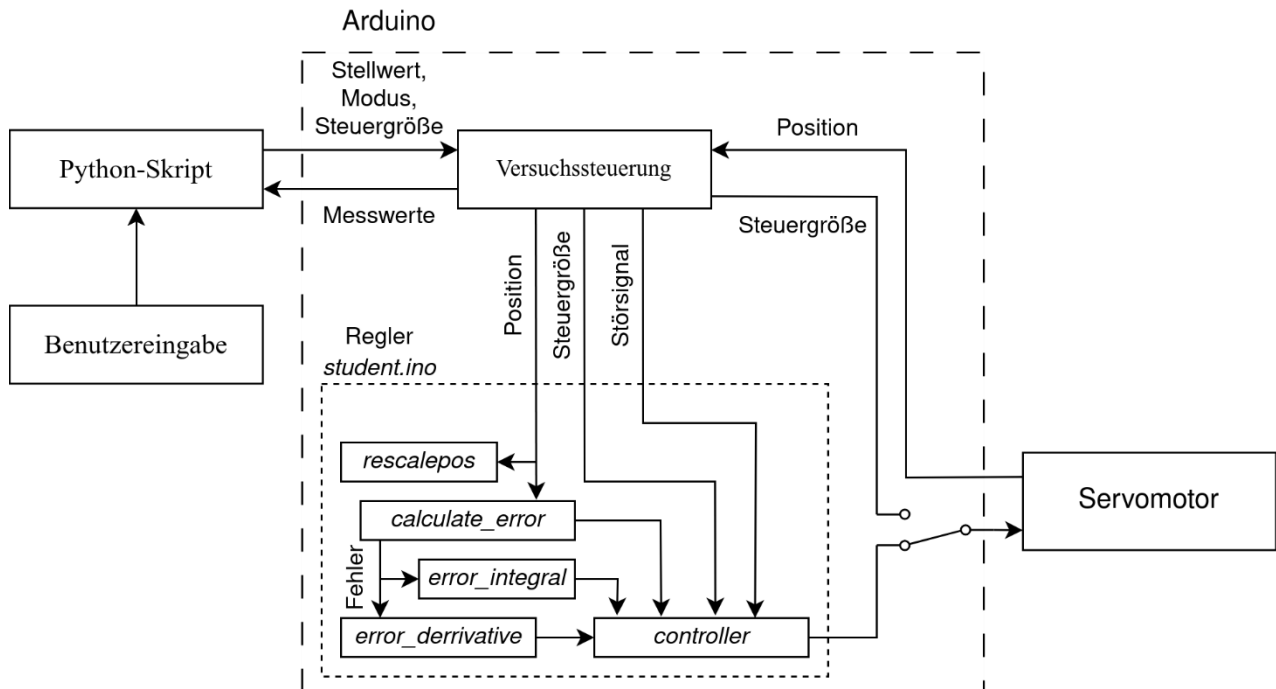 Arduino
Stellwert,
Modus,
Steuergröße
Position
Python-Skript
Versuchssteuerung
Messwerte
Steuergröße
Position
Steuergröße
Störsignal
Benutzereingabe
Regler
student.ino
rescalepos
Servomotor
calculate_error
Fehler
error_integral
error_derrivative
controller